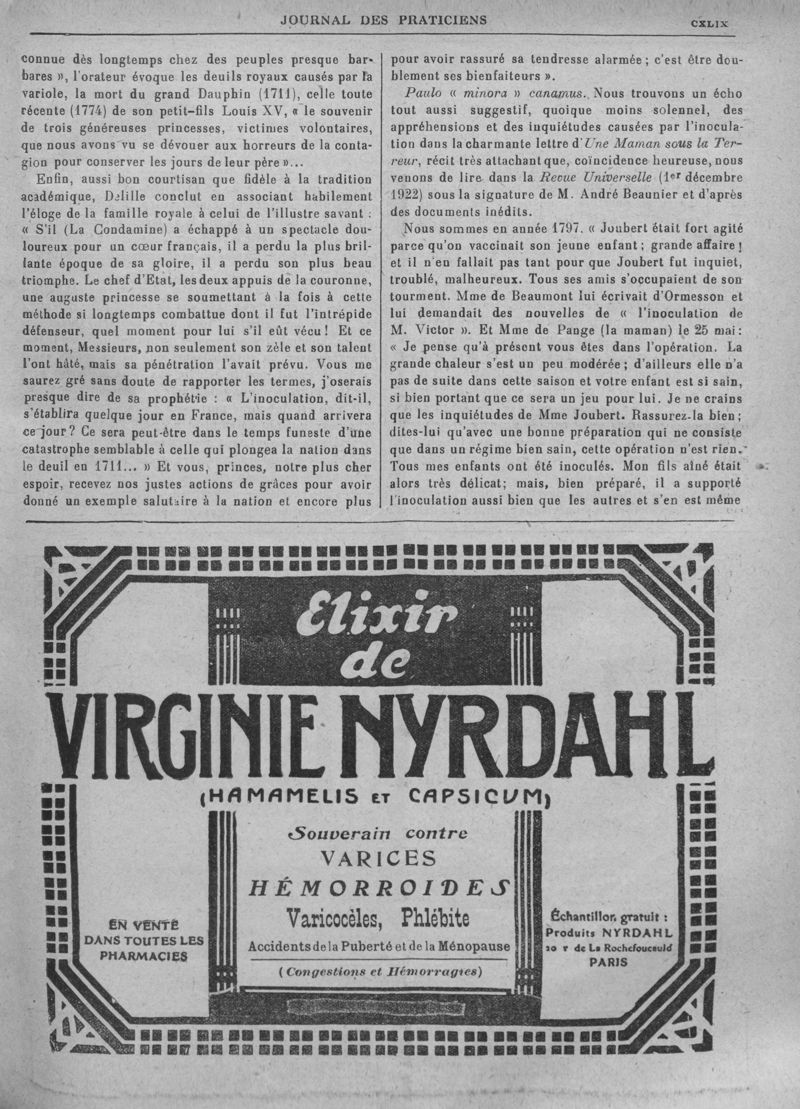 JOURNAL DES PRATICIENS
CXLIX
connue dès longtemps chez des peuples presque bar-
bares », l'orateur évoque les deuils royaux causés par la
variole, la mort du grand Dauphin (1711), celle toute
récente (1774) de son petit-fils Louis XV, « le souvenir
de trois généreuses princesses, victimes volontaires,
que nous avons vu se dévouer aux horreurs de la conta-
gion pour conserver les jours de leur père »...
Enfin, aussi bon courtisan que fidèle à la tradition
académique, Delille conclut en associant habilement
l'éloge de la famille royale à celui de l'illustre savant :
« S'il (La Condamine) a échappé à un spectacle dou-
loureux pour un cœur français, il a perdu la plus bril-
lante époque de sa gloire, il a perdu son plus beau
triomphe. Le chef d'Etat, les deux appuis de la couronne,
une auguste princesse se soumettant à la fois à cette
méthode si longtemps combattue dont il fut l'intrépide
défenseur, quel moment pour lui s'il eût vécu ! Et ce
moment, Messieurs, non seulement son zèle et son talent
l'ont hâté, mais sa pénétration l'avait prévu. Vous me
saurez gré sans doute de rapporter les termes, j'oserais
presque dire de sa prophétie : « L'inoculation, dit-il,
s'établira quelque jour en France, mais quand arrivera
ce jour ? Ce sera peut-être dans le temps funeste d'une
catastrophe semblable à celle qui plongea la nation dans
le deuil en 1711... » Et vous, princes, notre plus cher
espoir, recevez nos justes actions de grâces pour avoir
donné un exemple salutaire à la nation et encore plus
pour avoir rassuré sa tendresse alarmée ; c'est être dou-
blement ses bienfaiteurs ».
Paulo « minora » canamus. Nous trouvons un écho
tout aussi suggestif, quoique moins solennel, des
appréhensions et des inquiétudes causées par l'inocula-
tion dans la charmante lettre d'Une Maman sous la Ter-
reur, récit très attachant que, coïncidence heureuse, nous
venons de lire dans la Revue Universelle (1er décembre
1922) sous la signature de M. André Beaunier et d'après
des documents inédits.
Nous sommes en année 1797. « Joubert était fort agité
parce qu'on vaccinait son jeune enfant ; grande affaire !
et il n'en fallait pas tant pour que Joubert fut inquiet,
troublé, malheureux. Tous ses amis s'occupaient de son
tourment. Mme de Beaumont lui écrivait d'Ormesson et
lui demandait des nouvelles de « l'inoculation de
M. Victor ». Et Mme de Pange (la maman) le 25 mai :
« Je pense qu'à présent vous êtes dans l'opération. La
grande chaleur s'est un peu modérée ; d'ailleurs elle n'a
pas de suite dans cette saison et votre enfant est si sain,
si bien portant que ce sera un jeu pour lui. Je ne crains
que les inquiétudes de Mme Joubert. Rassurez-la bien ;
dites-lui qu'avec une bonne préparation qui ne consiste
que dans un régime bien sain, cette opération n'est rien.
Tous mes enfants ont été inoculés. Mon fils aîné était
alors très délicat ; mais, bien préparé, il a supporté
l'inoculation aussi bien que les autres et s'en est même
Elixir
de
VIRGINIE NYRDAHL
(HAMAMELIS ET CAPSICUM)
Souverain contre
VARICES
HÉMORROIDES
Varicocèles, Phlébite
Accidents de la Puberté et de la Ménopause
(Congestions et Hémorragies)
EN VENTE
DANS TOUTES LES
PHARMACIES
Échantillon gratuit :
Produits NYRDAHL
20 r de La Rochefoucauld
PARIS